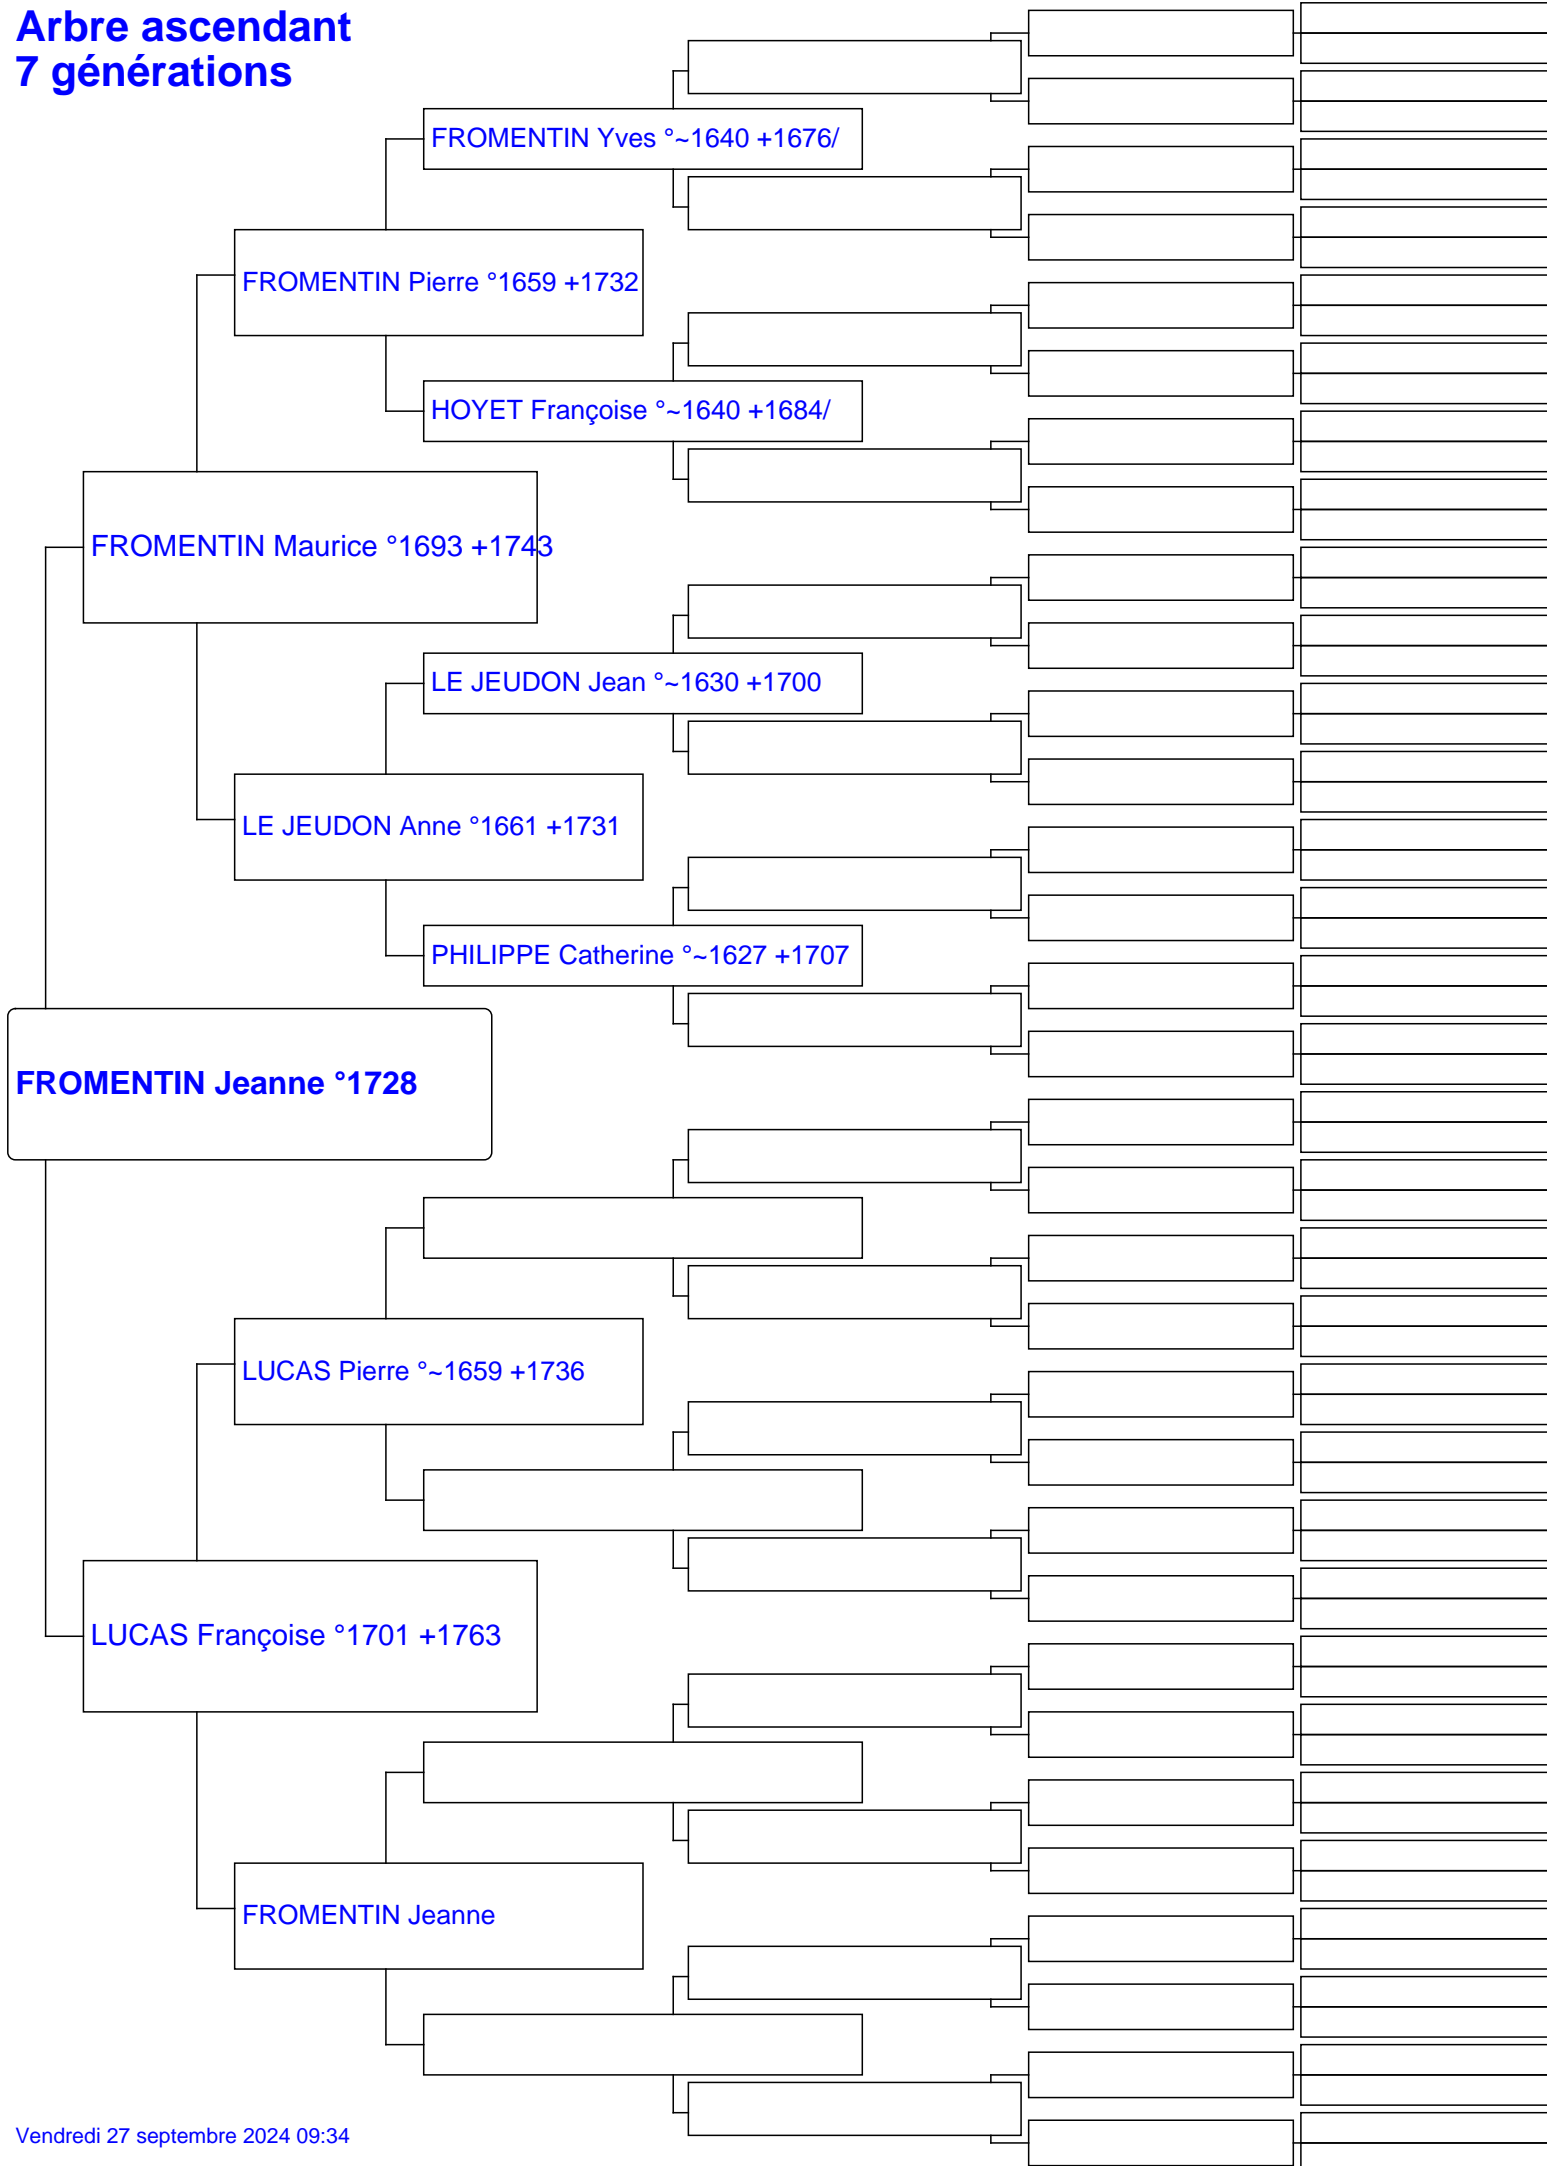 Arbre ascendant
7 générations
FROMENTIN Yves °~1640 +1676/
FROMENTIN Pierre °1659 +1732
HOYET Françoise °~1640 +1684/
FROMENTIN Maurice °1693 +1743
LE JEUDON Jean °~1630 +1700
LE JEUDON Anne °1661 +1731
PHILIPPE Catherine °~1627 +1707
FROMENTIN Jeanne °1728
LUCAS Pierre °~1659 +1736
LUCAS Françoise °1701 +1763
FROMENTIN Jeanne
Vendredi 27 septembre 2024 09:34